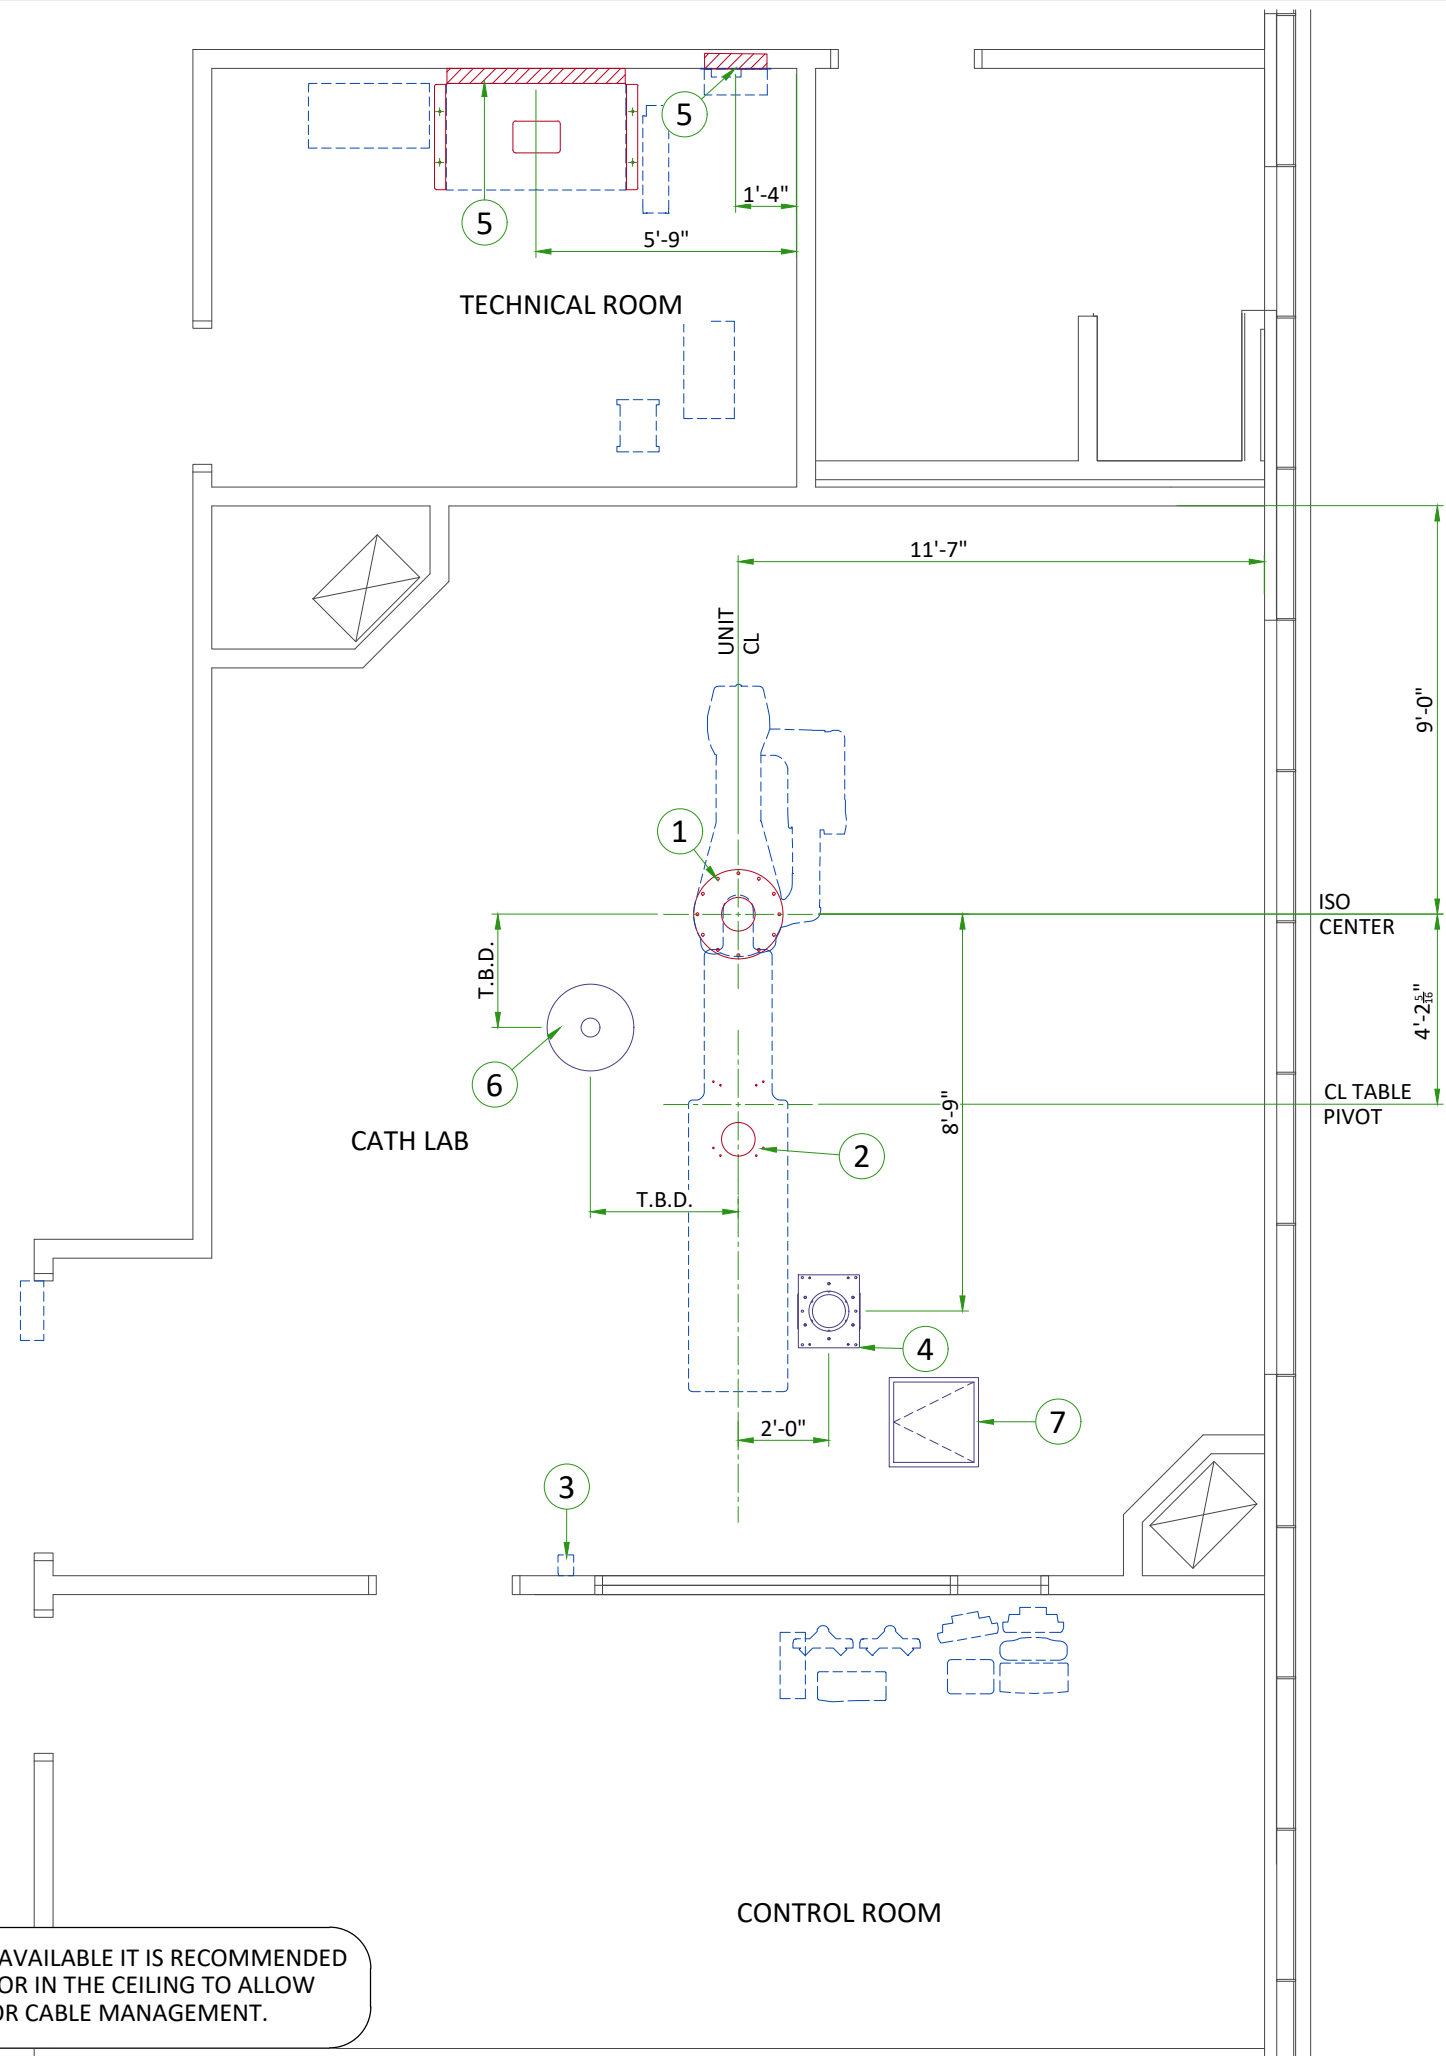 5
1'-4"
5
5'-9"
TECHNICAL ROOM
11'-7"
UNIT
CL
9'-0"
1
ISO
CENTER
T.B.D.
4'-2 5/16"
6
CL TABLE
PIVOT
8'-9"
CATH LAB
2
T.B.D.
4
2'-0"
7
3
CONTROL ROOM
AVAILABLE IT IS RECOMMENDED
OR IN THE CEILING TO ALLOW
OR CABLE MANAGEMENT.